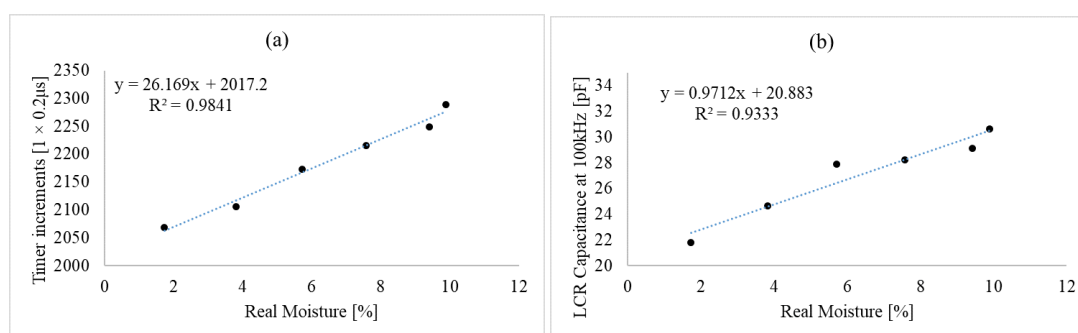 (a)
y = 26.169x + 2017.2
R² = 0.9841
Timer increments [1 × 0.2μs]
2350
2300
2250
2200
2150
2100
2050
2000
0 2 4 6 8 10 12
Real Moisture [%]
(b)
y = 0.9712x + 20.883
R² = 0.9333
LCR Capacitance at 100kHz [pF]
34
32
30
28
26
24
22
20
0 2 4 6 8 10 12
Real Moisture [%]